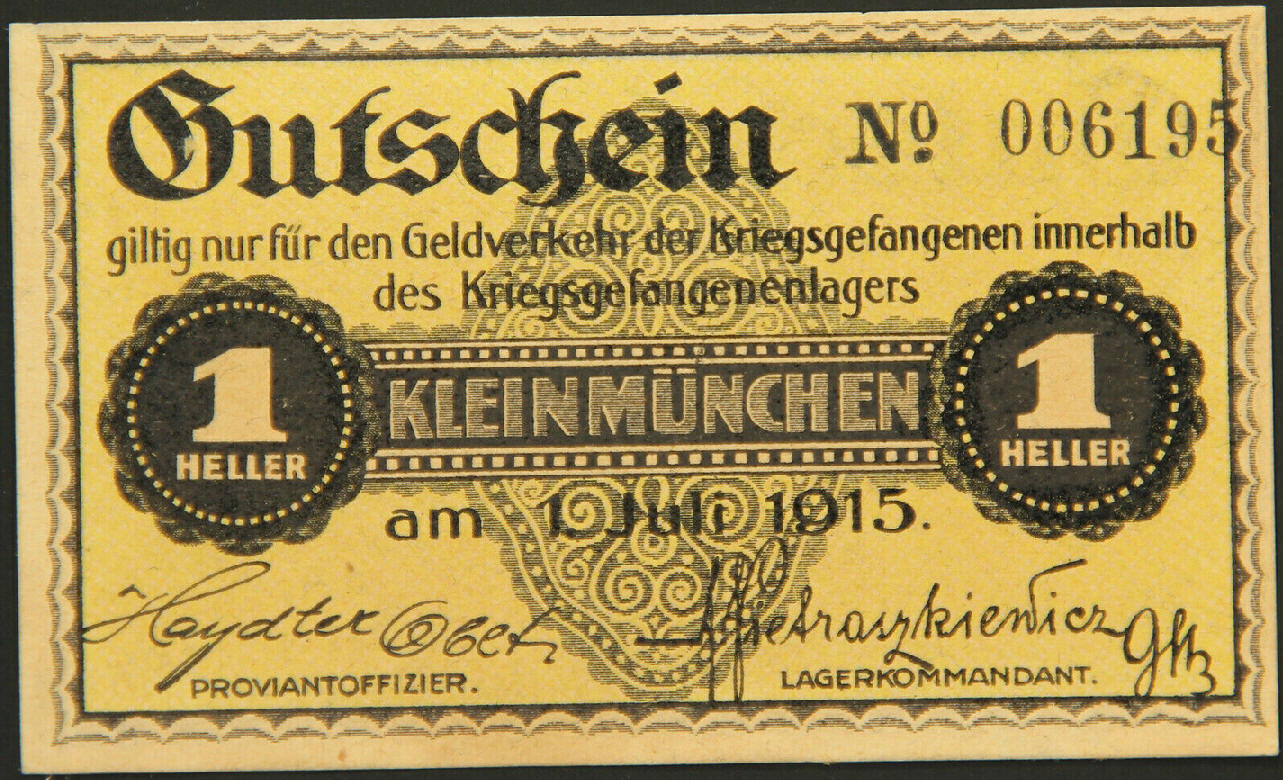 Gutschein No. 006195
giltig nur für den Geldverkehr der Kriegsgefangenen innerhalb
des Kriegsgefangenenlagers
1 HELLER
KLEINMÜNCHEN
1 HELLER
am 1. Juli 1915.
Haydter
Pietraszkiewicz
PROVIANTOFFIZIER.
LAGERKOMMANDANT.